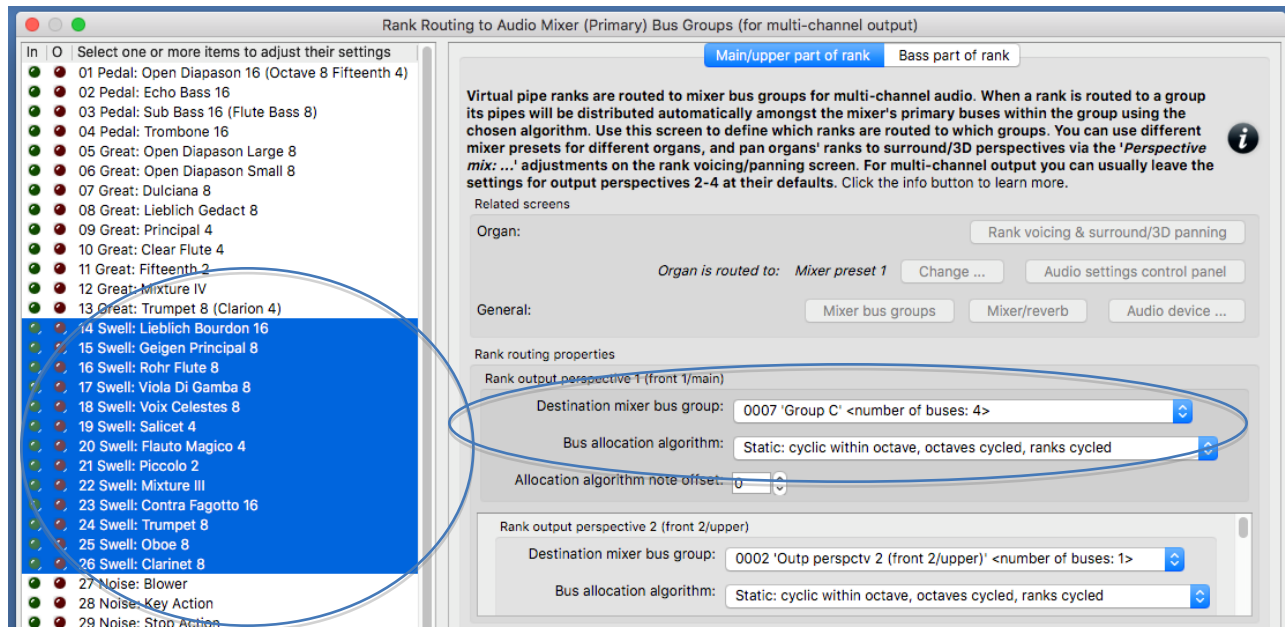 Rank Routing to Audio Mixer (Primary) Bus Groups (for multi-channel output)
In O Select one or more items to adjust their settings
01 Pedal: Open Diapason 16 (Octave 8 Fifteenth 4)
02 Pedal: Echo Bass 16
03 Pedal: Sub Bass 16 (Flute Bass 8)
04 Pedal: Trombone 16
05 Great: Open Diapason Large 8
06 Great: Open Diapason Small 8
07 Great: Dulciana 8
08 Great: Lieblich Gedact 8
09 Great: Principal 4
10 Great: Clear Flute 4
11 Great: Fifteenth 2
12 Great: Mixture IV
13 Great: Trumpet 8 (Clarion 4)
14 Swell: Lieblich Bourdon 16
15 Swell: Geigen Principal 8
16 Swell: Rohr Flute 8
17 Swell: Viola Di Gamba 8
18 Swell: Voix Celestes 8
19 Swell: Salicet 4
20 Swell: Flauto Magico 4
21 Swell: Piccolo 2
22 Swell: Mixture III
23 Swell: Contra Fagotto 16
24 Swell: Trumpet 8
25 Swell: Oboe 8
26 Swell: Clarinet 8
27 Noise: Blower
28 Noise: Key Action
29 Noise: Stop Action
Main/upper part of rank Bass part of rank
Virtual pipe ranks are routed to mixer bus groups for multi-channel audio. When a rank is routed to a group
its pipes will be distributed automatically amongst the mixer's primary buses within the group using the
chosen algorithm. Use this screen to define which ranks are routed to which groups. You can use different
mixer presets for different organs, and pan organs' ranks to surround/3D perspectives via the 'Perspective
mix: ...' adjustments on the rank voicing/panning screen. For multi-channel output you can usually leave the
settings for output perspectives 2-4 at their defaults. Click the info button to learn more.
i
Related screens
Organ: Rank voicing & surround/3D panning
Organ is routed to: Mixer preset 1 Change ... Audio settings control panel
General: Mixer bus groups Mixer/reverb Audio device ...
Rank routing properties
Rank output perspective 1 (front 1/main)
Destination mixer bus group: 0007 'Group C' <number of buses: 4>
Bus allocation algorithm: Static: cyclic within octave, octaves cycled, ranks cycled
Allocation algorithm note offset: 0
Rank output perspective 2 (front 2/upper)
Destination mixer bus group: 0002 'Outp perspctv 2 (front 2/upper)' <number of buses: 1>
Bus allocation algorithm: Static: cyclic within octave, octaves cycled, ranks cycled